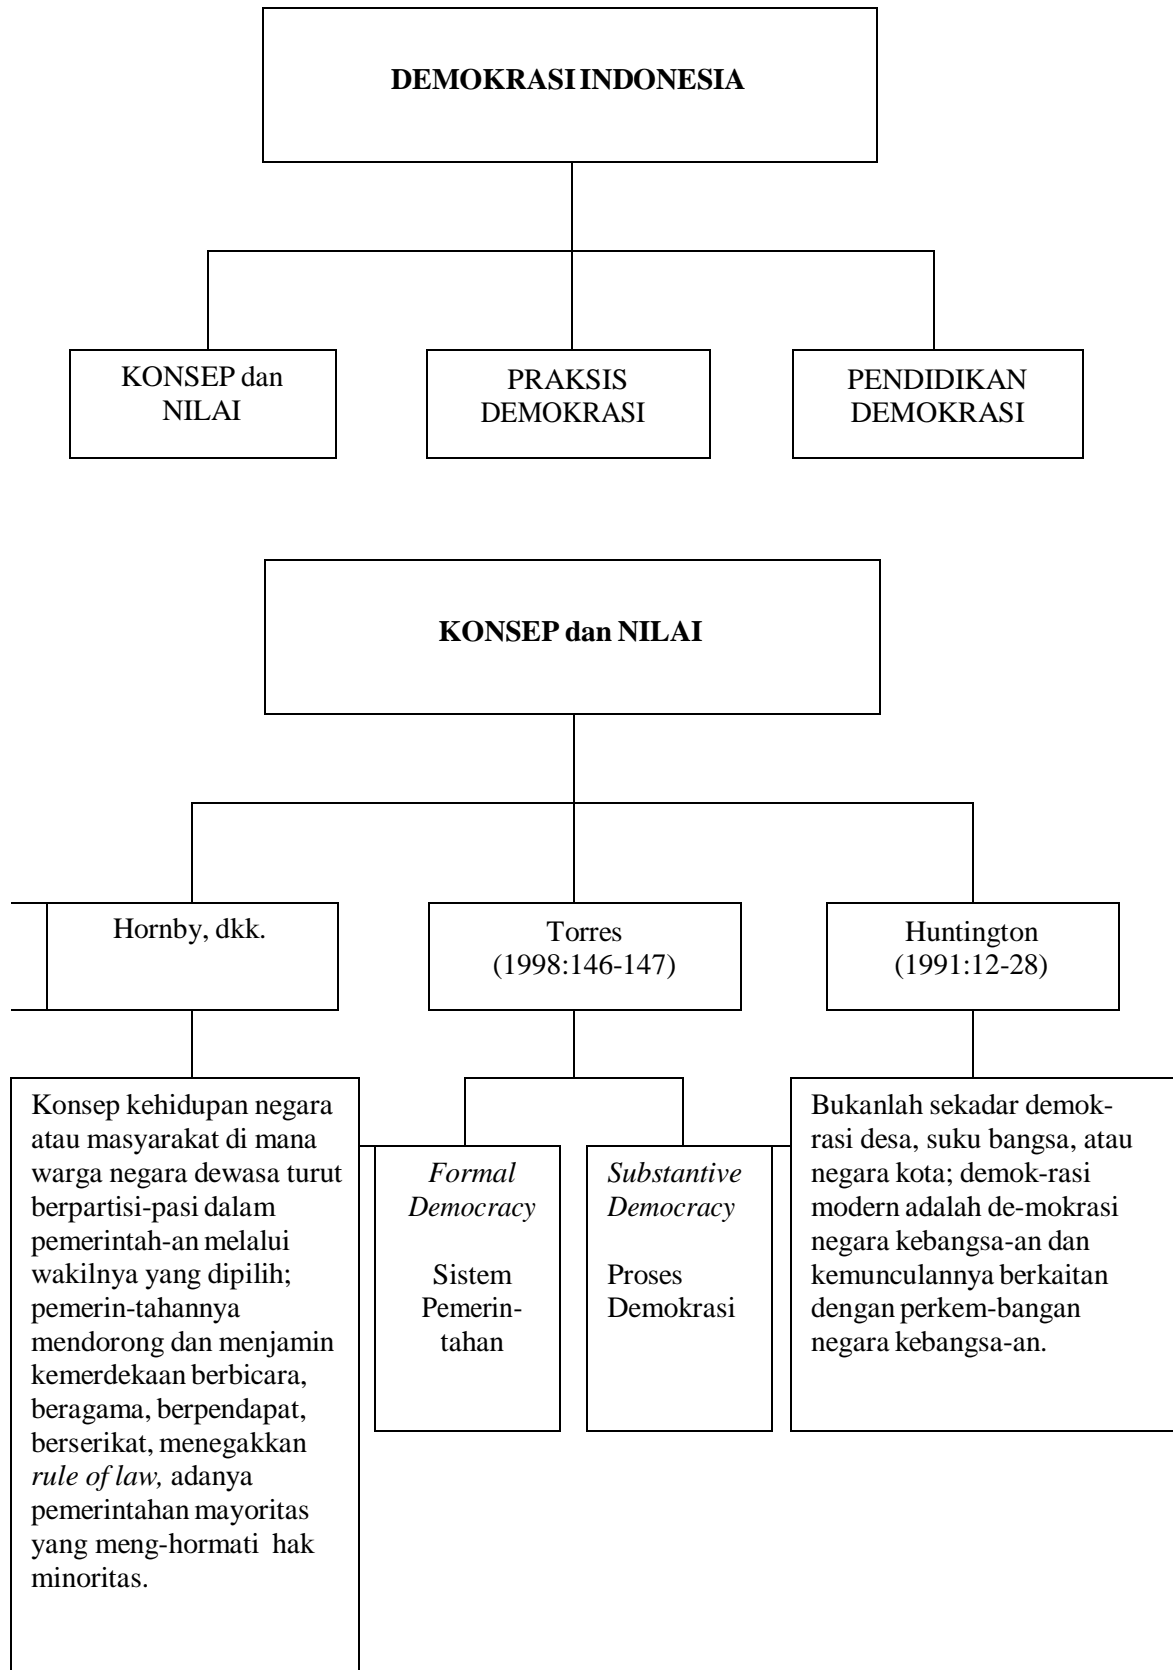 DEMOKRASI INDONESIA
KONSEP dan
NILAI
PRAKSIS
DEMOKRASI
PENDIDIKAN
DEMOKRASI
KONSEP dan NILAI
Hornby, dkk.
Torres
(1998:146-147)
Huntington
(1991:12-28)
Konsep kehidupan negara
atau masyarakat di mana
warga negara dewasa turut
berpartisi-pasi dalam
pemerintah-an melalui
wakilnya yang dipilih;
pemerin-tahannya
mendorong dan menjamin
kemerdekaan berbicara,
beragama, berpendapat,
berserikat, menegakkan
rule of law, adanya
pemerintahan mayoritas
yang meng-hormati hak
minoritas.
Formal
Democracy
Sistem
Pemerin-
tahan
Substantive
Democracy
Proses
Demokrasi
Bukanlah sekadar demok-
rasi desa, suku bangsa, atau
negara kota; demok-rasi
modern adalah de-mokrasi
negara kebangsa-an dan
kemunculannya berkaitan
dengan perkem-bangan
negara kebangsa-an.